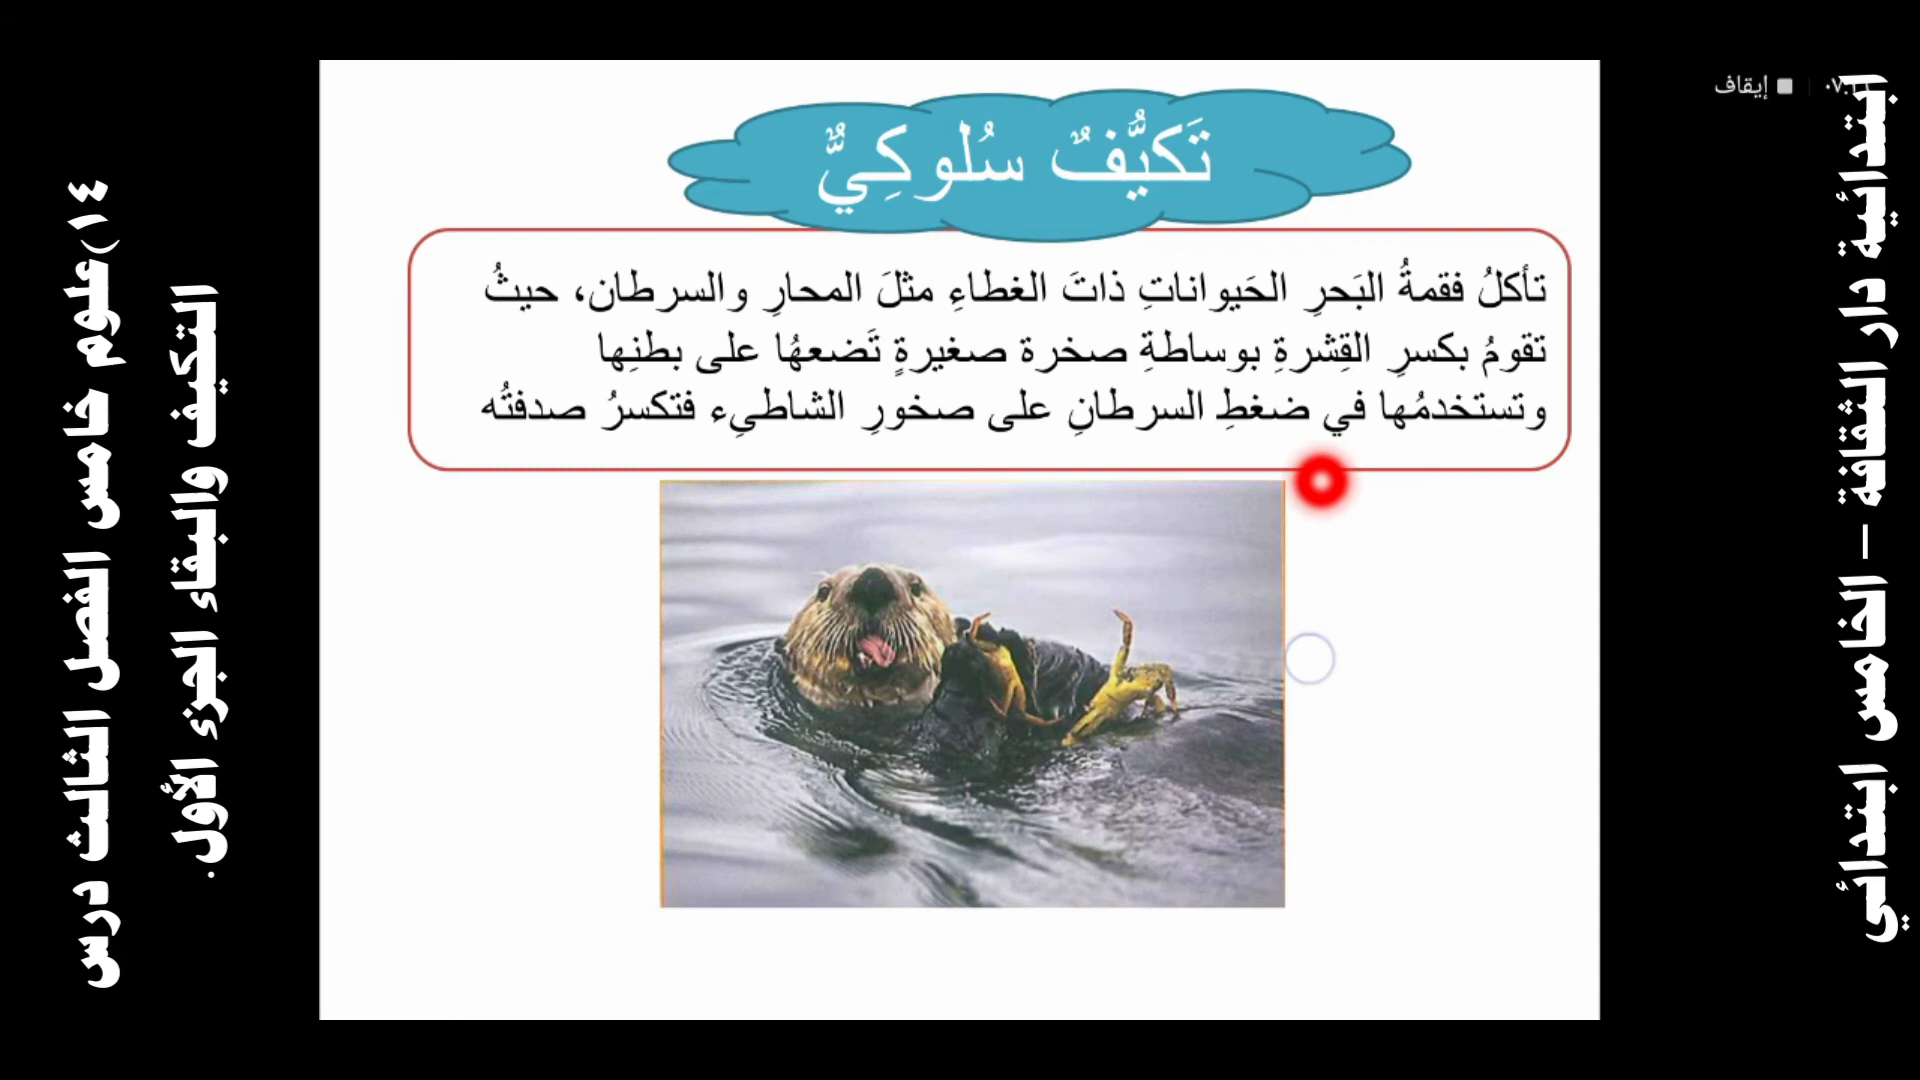 تَكيُّفٌ سُلوكِيٌّ
تأكلُ فقمةُ البَحرِ الحَيواناتِ ذاتَ الغطاءِ مثلَ المحارِ والسرطان، حيثُ
تقومُ بكسرِ القِشرةِ بوساطةِ صخرة صغيرةٍ تَضعهُا على بطنِها
وتستخدمُها في ضغطِ السرطانِ على صخورِ الشاطىِء فتكسرُ صدفتُه
إيقاف
ابتدائية دار الثقافة – الخامس ابتدائي
١٤)علوم خامس الفصل الثالث درس
التكيف والبقاء الجزء الأول.